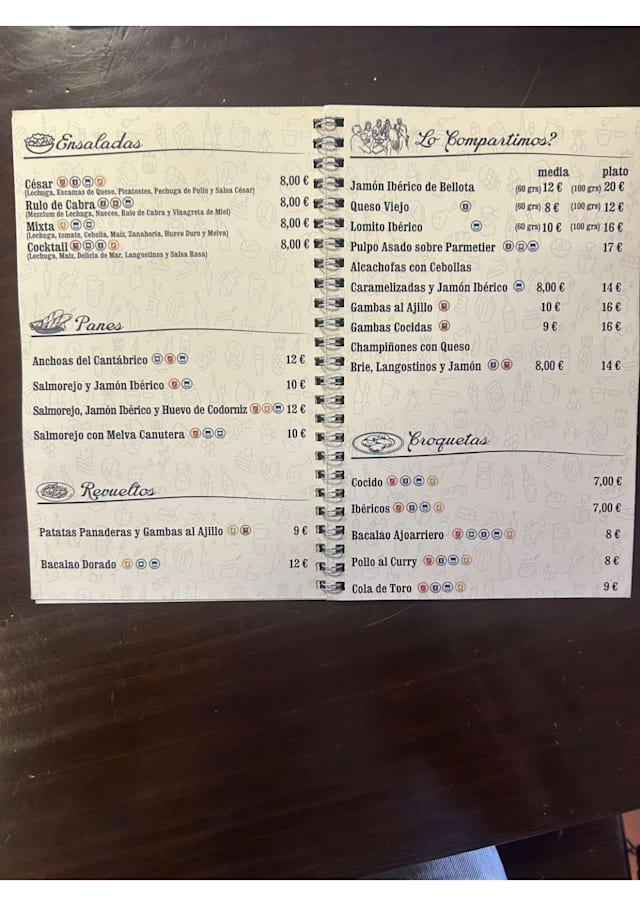 Ensaladas
César 8,00 €
(Lechuga, Escamas de Queso, Picatostes, Pechuga de Pollo y Salsa César)
Rulo de Cabra 8,00 €
(Mezclum de Lechuga, Nueces, Rulo de Cabra y Vinagreta de Miel)
Mixta 8,00 €
(Lechuga, tomate, Cebolla, Maíz, Zanahoria, Huevo Duro y Melva)
Cocktail 8,00 €
(Lechuga, Maíz, Delicia de Mar, Langostinos y Salsa Rosa)
Panes
Anchoas del Cantábrico 12 €
Salmorejo y Jamón Ibérico 10 €
Salmorejo, Jamón Ibérico y Huevo de Codorniz 12 €
Salmorejo con Melva Canutera 10 €
Revueltos
Patatas Panaderas y Gambas al Ajillo 9 €
Bacalao Dorado 12 €
Lo Compartimos?
media plato
Jamón Ibérico de Bellota (60 grs) 12 € (100 grs) 20 €
Queso Viejo (60 grs) 8 € (100 grs) 12 €
Lomito Ibérico (60 grs) 10 € (100 grs) 16 €
Pulpo Asado sobre Parmetier 17 €
Alcachofas con Cebollas
Caramelizadas y Jamón Ibérico 8,00 € 14 €
Gambas al Ajillo 10 € 16 €
Gambas Cocidas 9 € 16 €
Champiñones con Queso
Brie, Langostinos y Jamón 8,00 € 14 €
Croquetas
Cocido 7,00 €
Ibéricos 7,00 €
Bacalao Ajoarriero 8 €
Pollo al Curry 8 €
Cola de Toro 9 €